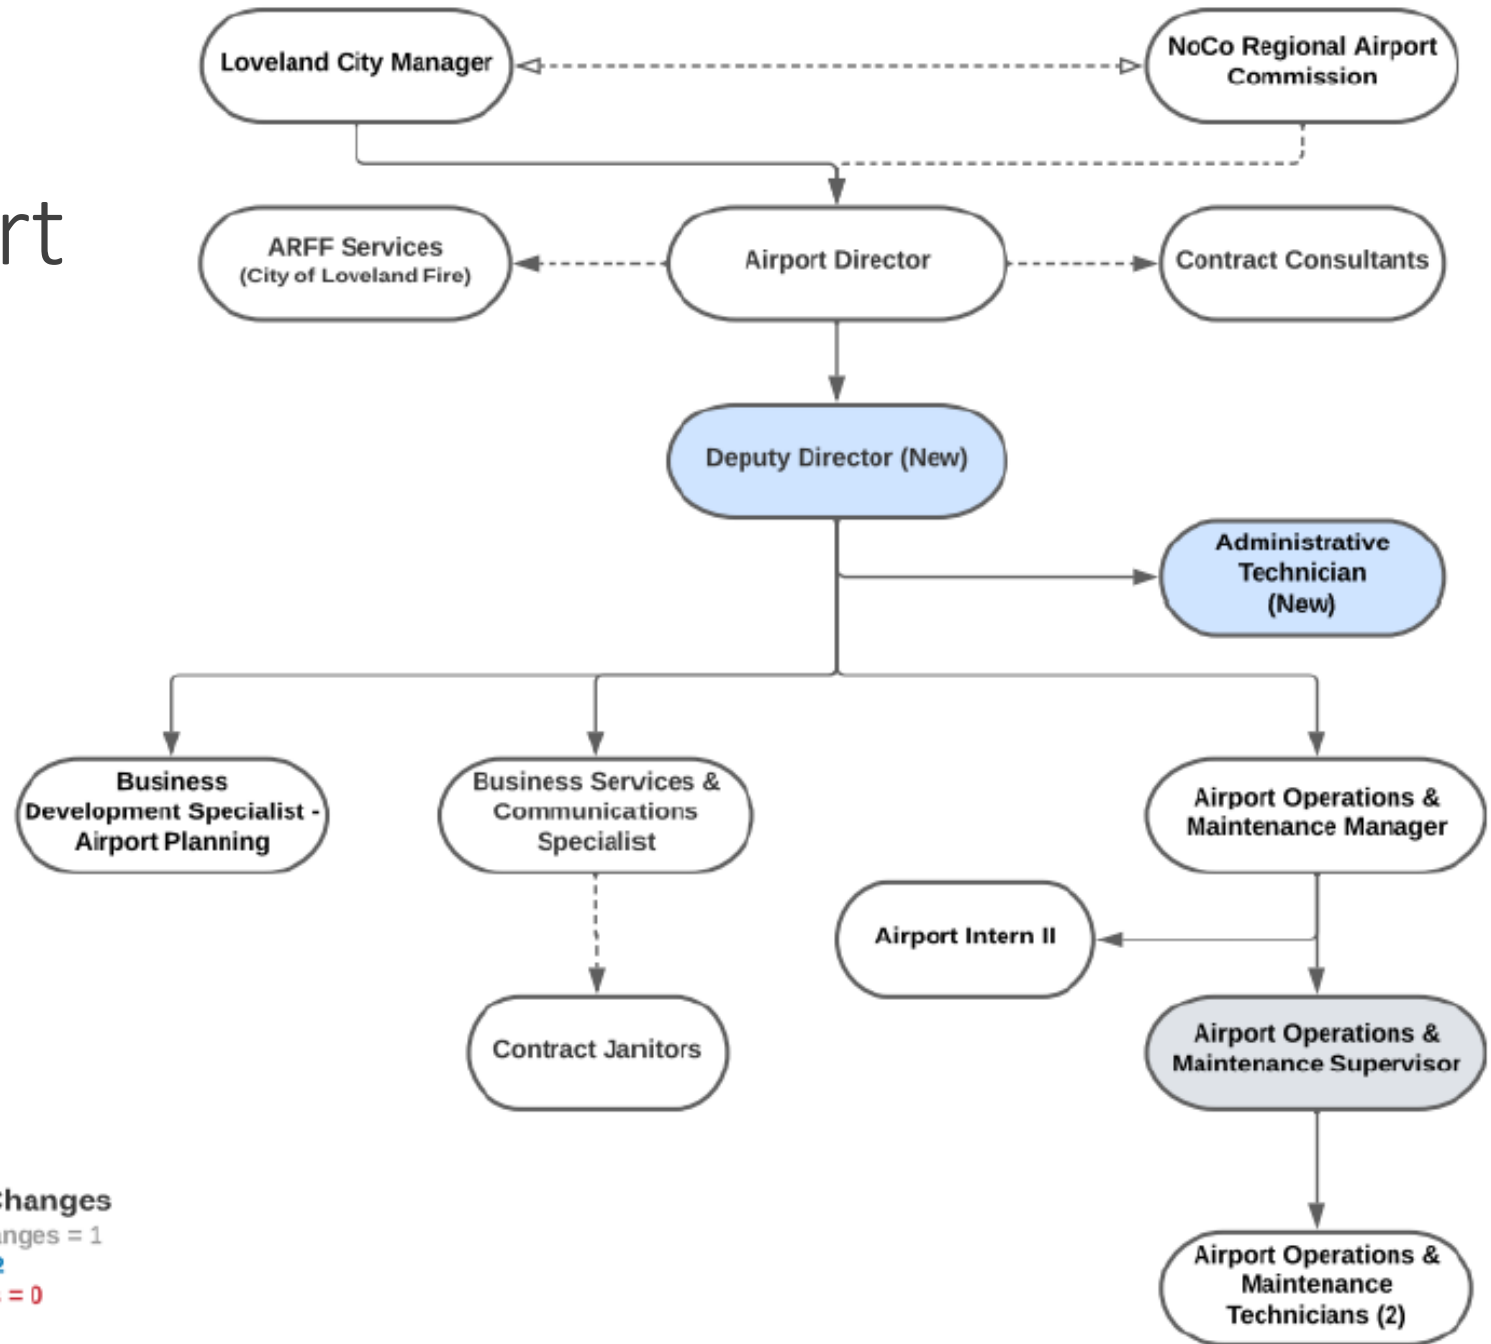 Loveland City Manager
NoCo Regional Airport
Commission
rt
ARFF Services
(City of Loveland Fire)
Airport Director
Contract Consultants
Deputy Director (New)
Administrative
Technician
(New)
Business
Development Specialist -
Airport Planning
Business Services &
Communications
Specialist
Airport Operations &
Maintenance Manager
Airport Intern II
Contract Janitors
Airport Operations &
Maintenance Supervisor
Changes
anges = 1
2
= 0
Airport Operations &
Maintenance
Technicians (2)